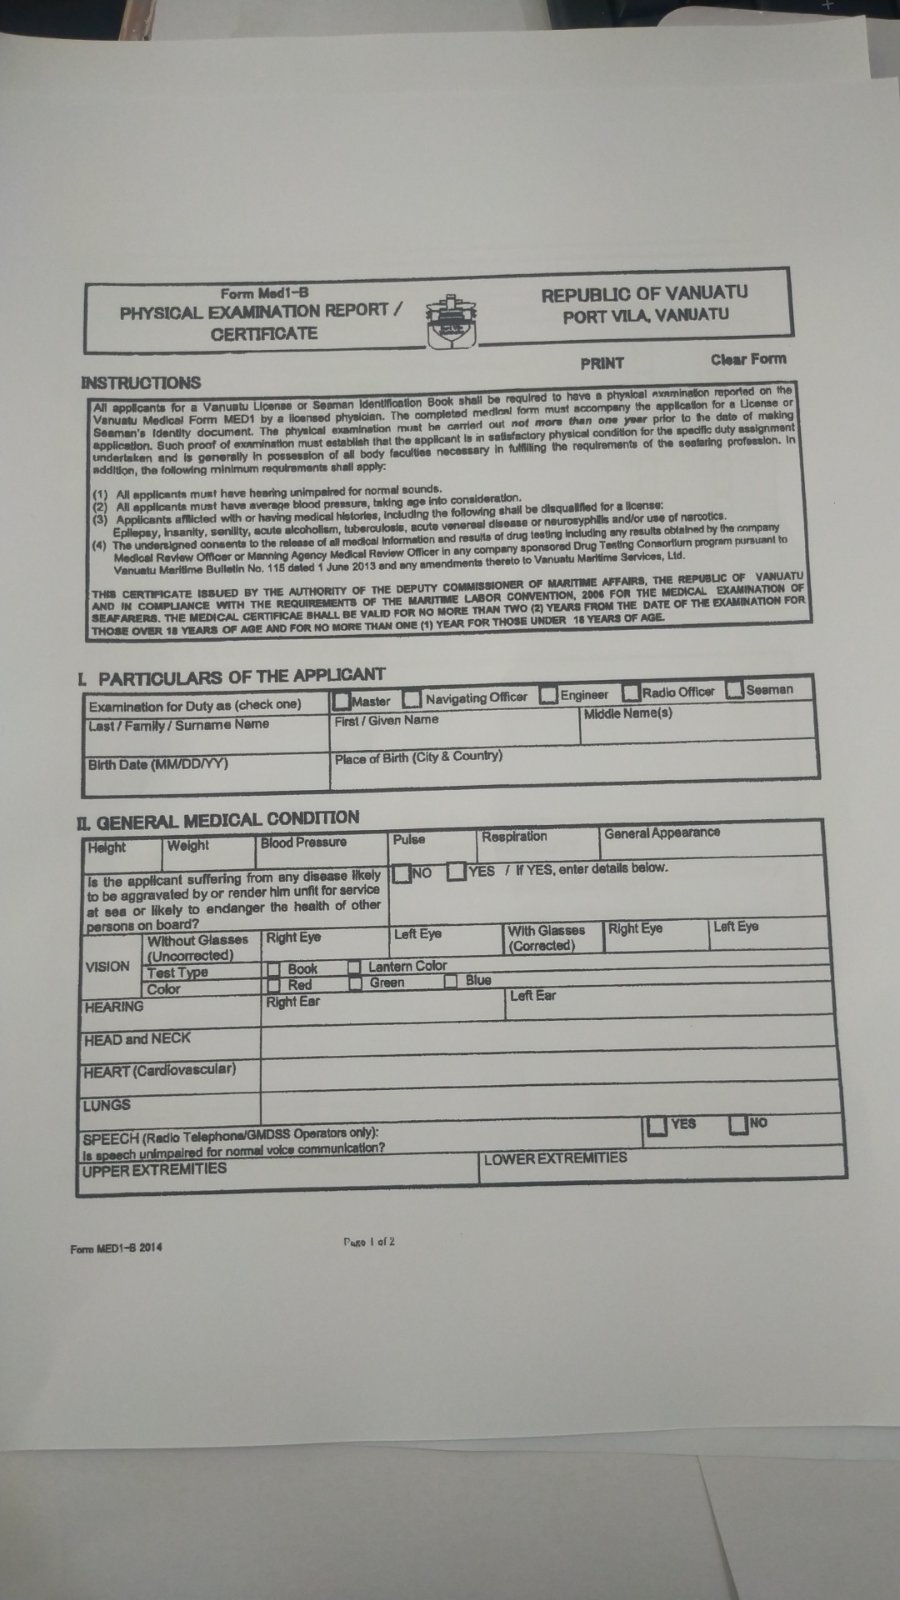 Form Med1-B
PHYSICAL EXAMINATION REPORT /
CERTIFICATE
REPUBLIC OF VANUATU
PORT VILA, VANUATU
PRINT Clear Form
INSTRUCTIONS
All applicants for a Vanuatu License or Seaman Identification Book shall be required to have a physical examination reported on the
Vanuatu Medical Form MED1 by a licensed physician. The completed medical form must accompany the application for a License or
Seaman's Identity document. The physical examination must be carried out not more than one year prior to the date of making
application. Such proof of examination must establish that the applicant is in satisfactory physical condition for the specific duty assignment
undertaken and is generally in possession of all body faculties necessary in fulfilling the requirements of the seafaring profession. In
addition, the following minimum requirements shall apply:
(1) All applicants must have hearing unimpaired for normal sounds.
(2) All applicants must have average blood pressure, taking age into consideration.
(3) Applicants afflicted with or having medical histories, including the following shall be disqualified for a license:
Epilepsy, insanity, senility, acute alcoholism, tuberculosis, acute venereal disease or neurosyphilis and/or use of narcotics.
(4) The undersigned consents to the release of all medical information and results of drug testing including any results obtained by the company
Medical Review Officer or Manning Agency Medical Review Officer in any company sponsored Drug Testing Consortium program pursuant to
Vanuatu Maritime Bulletin No. 115 dated 1 June 2013 and any amendments thereto to Vanuatu Maritime Services, Ltd.
THIS CERTIFICATE ISSUED BY THE AUTHORITY OF THE DEPUTY COMMISSIONER OF MARITIME AFFAIRS, THE REPUBLIC OF VANUATU
AND IN COMPLIANCE WITH THE REQUIREMENTS OF THE MARITIME LABOR CONVENTION, 2006 FOR THE MEDICAL EXAMINATION OF
SEAFARERS. THE MEDICAL CERTIFICAE SHALL BE VALID FOR NO MORE THAN TWO (2) YEARS FROM THE DATE OF THE EXAMINATION FOR
THOSE OVER 18 YEARS OF AGE AND FOR NO MORE THAN ONE (1) YEAR FOR THOSE UNDER 18 YEARS OF AGE.
I. PARTICULARS OF THE APPLICANT
Examination for Duty as (check one) Master Navigating Officer Engineer Radio Officer Seaman
Last / Family / Surname Name First / Given Name Middle Name(s)
Birth Date (MM/DD/YY) Place of Birth (City & Country)
II. GENERAL MEDICAL CONDITION
Height Weight Blood Pressure Pulse Respiration General Appearance
Is the applicant suffering from any disease likely
to be aggravated by or render him unfit for service
at sea or likely to endanger the health of other
persons on board?
NO YES / If YES, enter details below.
VISION
Without Glasses
(Uncorrected)
Right Eye Left Eye
With Glasses
(Corrected)
Right Eye Left Eye
Test Type Book Lantern Color
Color Red Green Blue
HEARING Right Ear Left Ear
HEAD and NECK
HEART (Cardiovascular)
LUNGS
SPEECH (Radio Telephone/GMDSS Operators only):
Is speech unimpaired for normal voice communication?
YES NO
UPPER EXTREMITIES LOWER EXTREMITIES
Form MED1-B 2014 Page 1 of 2